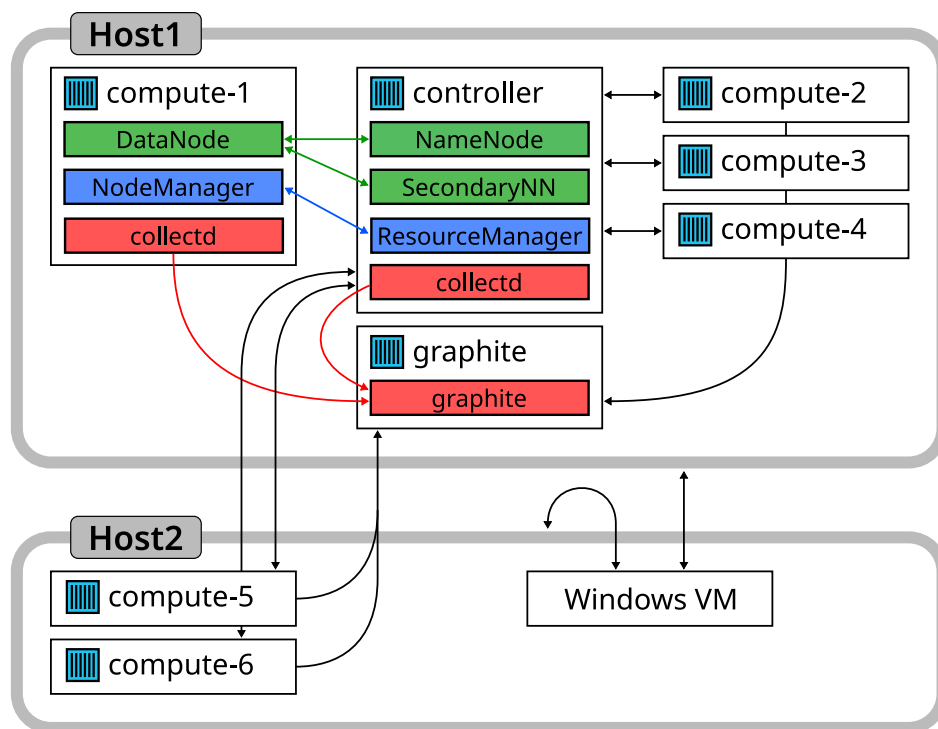 Host1
compute-1
DataNode
NodeManager
collectd
controller
NameNode
SecondaryNN
ResourceManager
collectd
graphite
graphite
compute-2
compute-3
compute-4
Host2
compute-5
compute-6
Windows VM